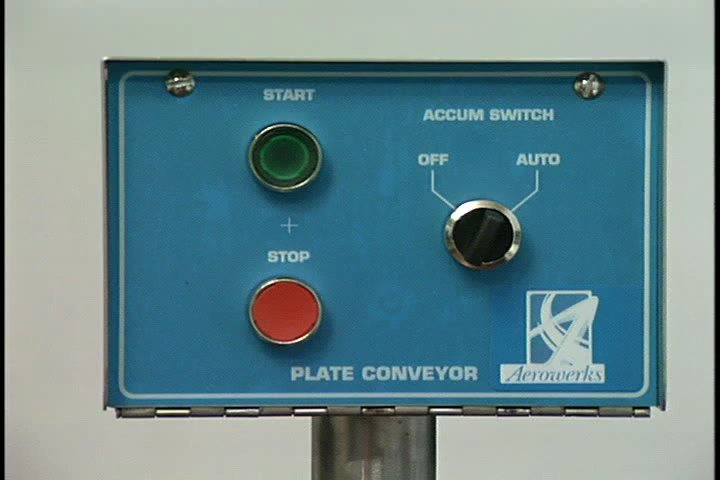 START
ACCUM SWITCH
OFF AUTO
STOP
PLATE CONVEYOR
Aerowerks